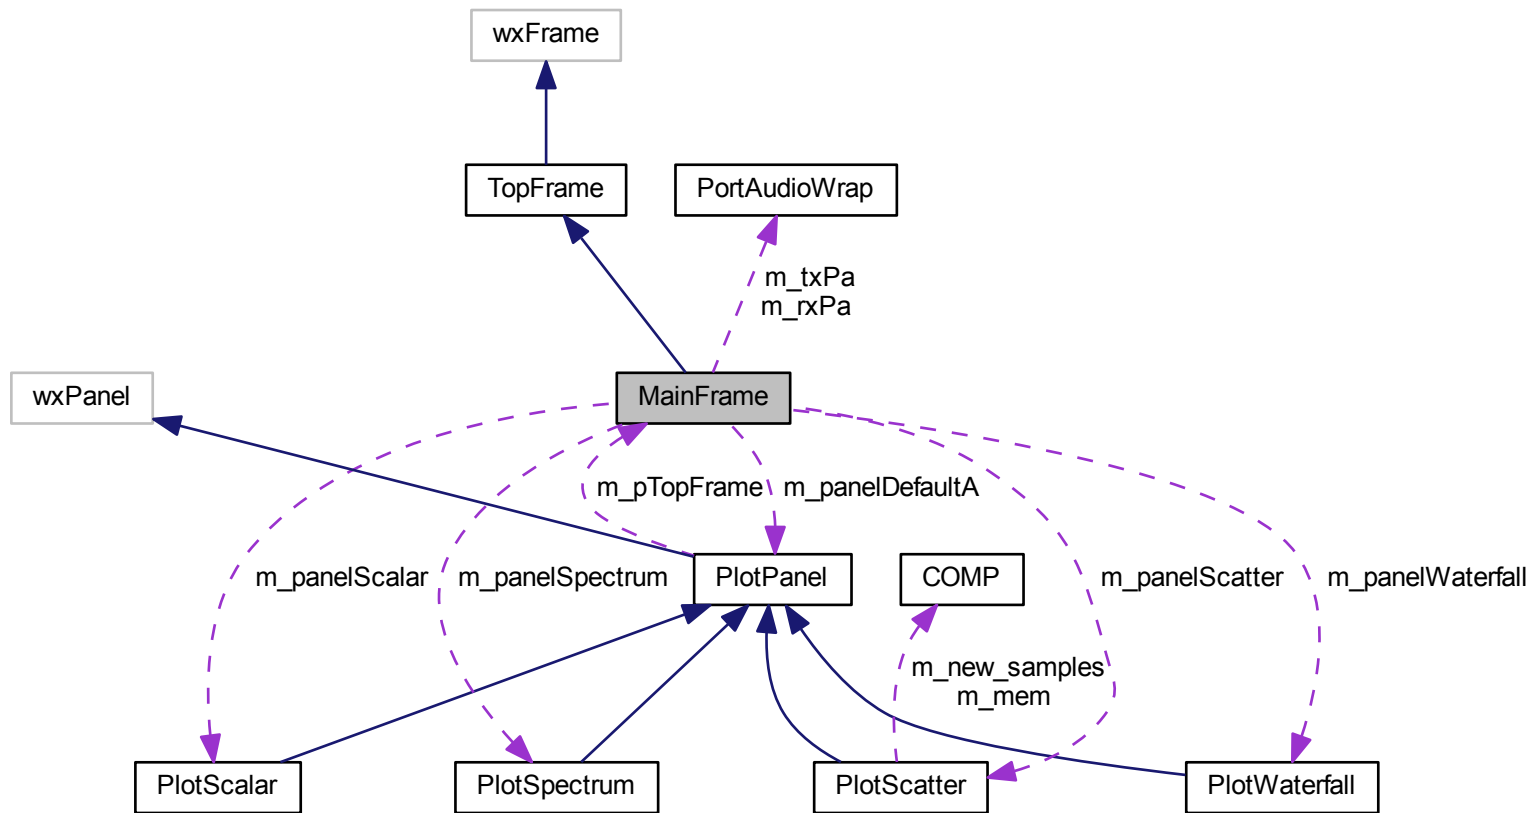 wxFrame
TopFrame
PortAudioWrap
m_txPa
m_rxPa
wxPanel
MainFrame
m_pTopFrame
m_panelDefaultA
m_panelScalar
m_panelSpectrum
PlotPanel
COMP
m_panelScatter
m_panelWaterfall
m_new_samples
m_mem
PlotScalar
PlotSpectrum
PlotScatter
PlotWaterfall